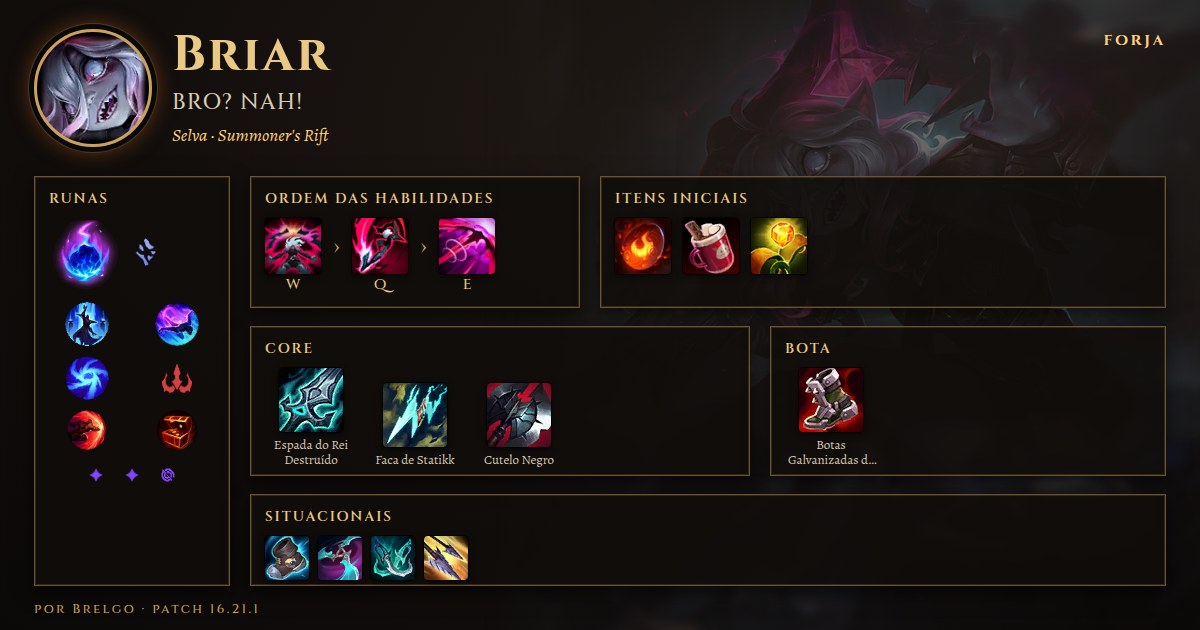 Briar
BRO? NAH!
Selva · Summoner's Rift
FORJA
RUNAS
ORDEM DAS HABILIDADES
W › Q › E
ITENS INICIAIS
CORE
Espada do Rei
Destruído
Faca de Statikk
Cutelo Negro
BOTA
Botas
Galvanizadas d...
SITUACIONAIS
POR BRELGO · PATCH 16.21.1